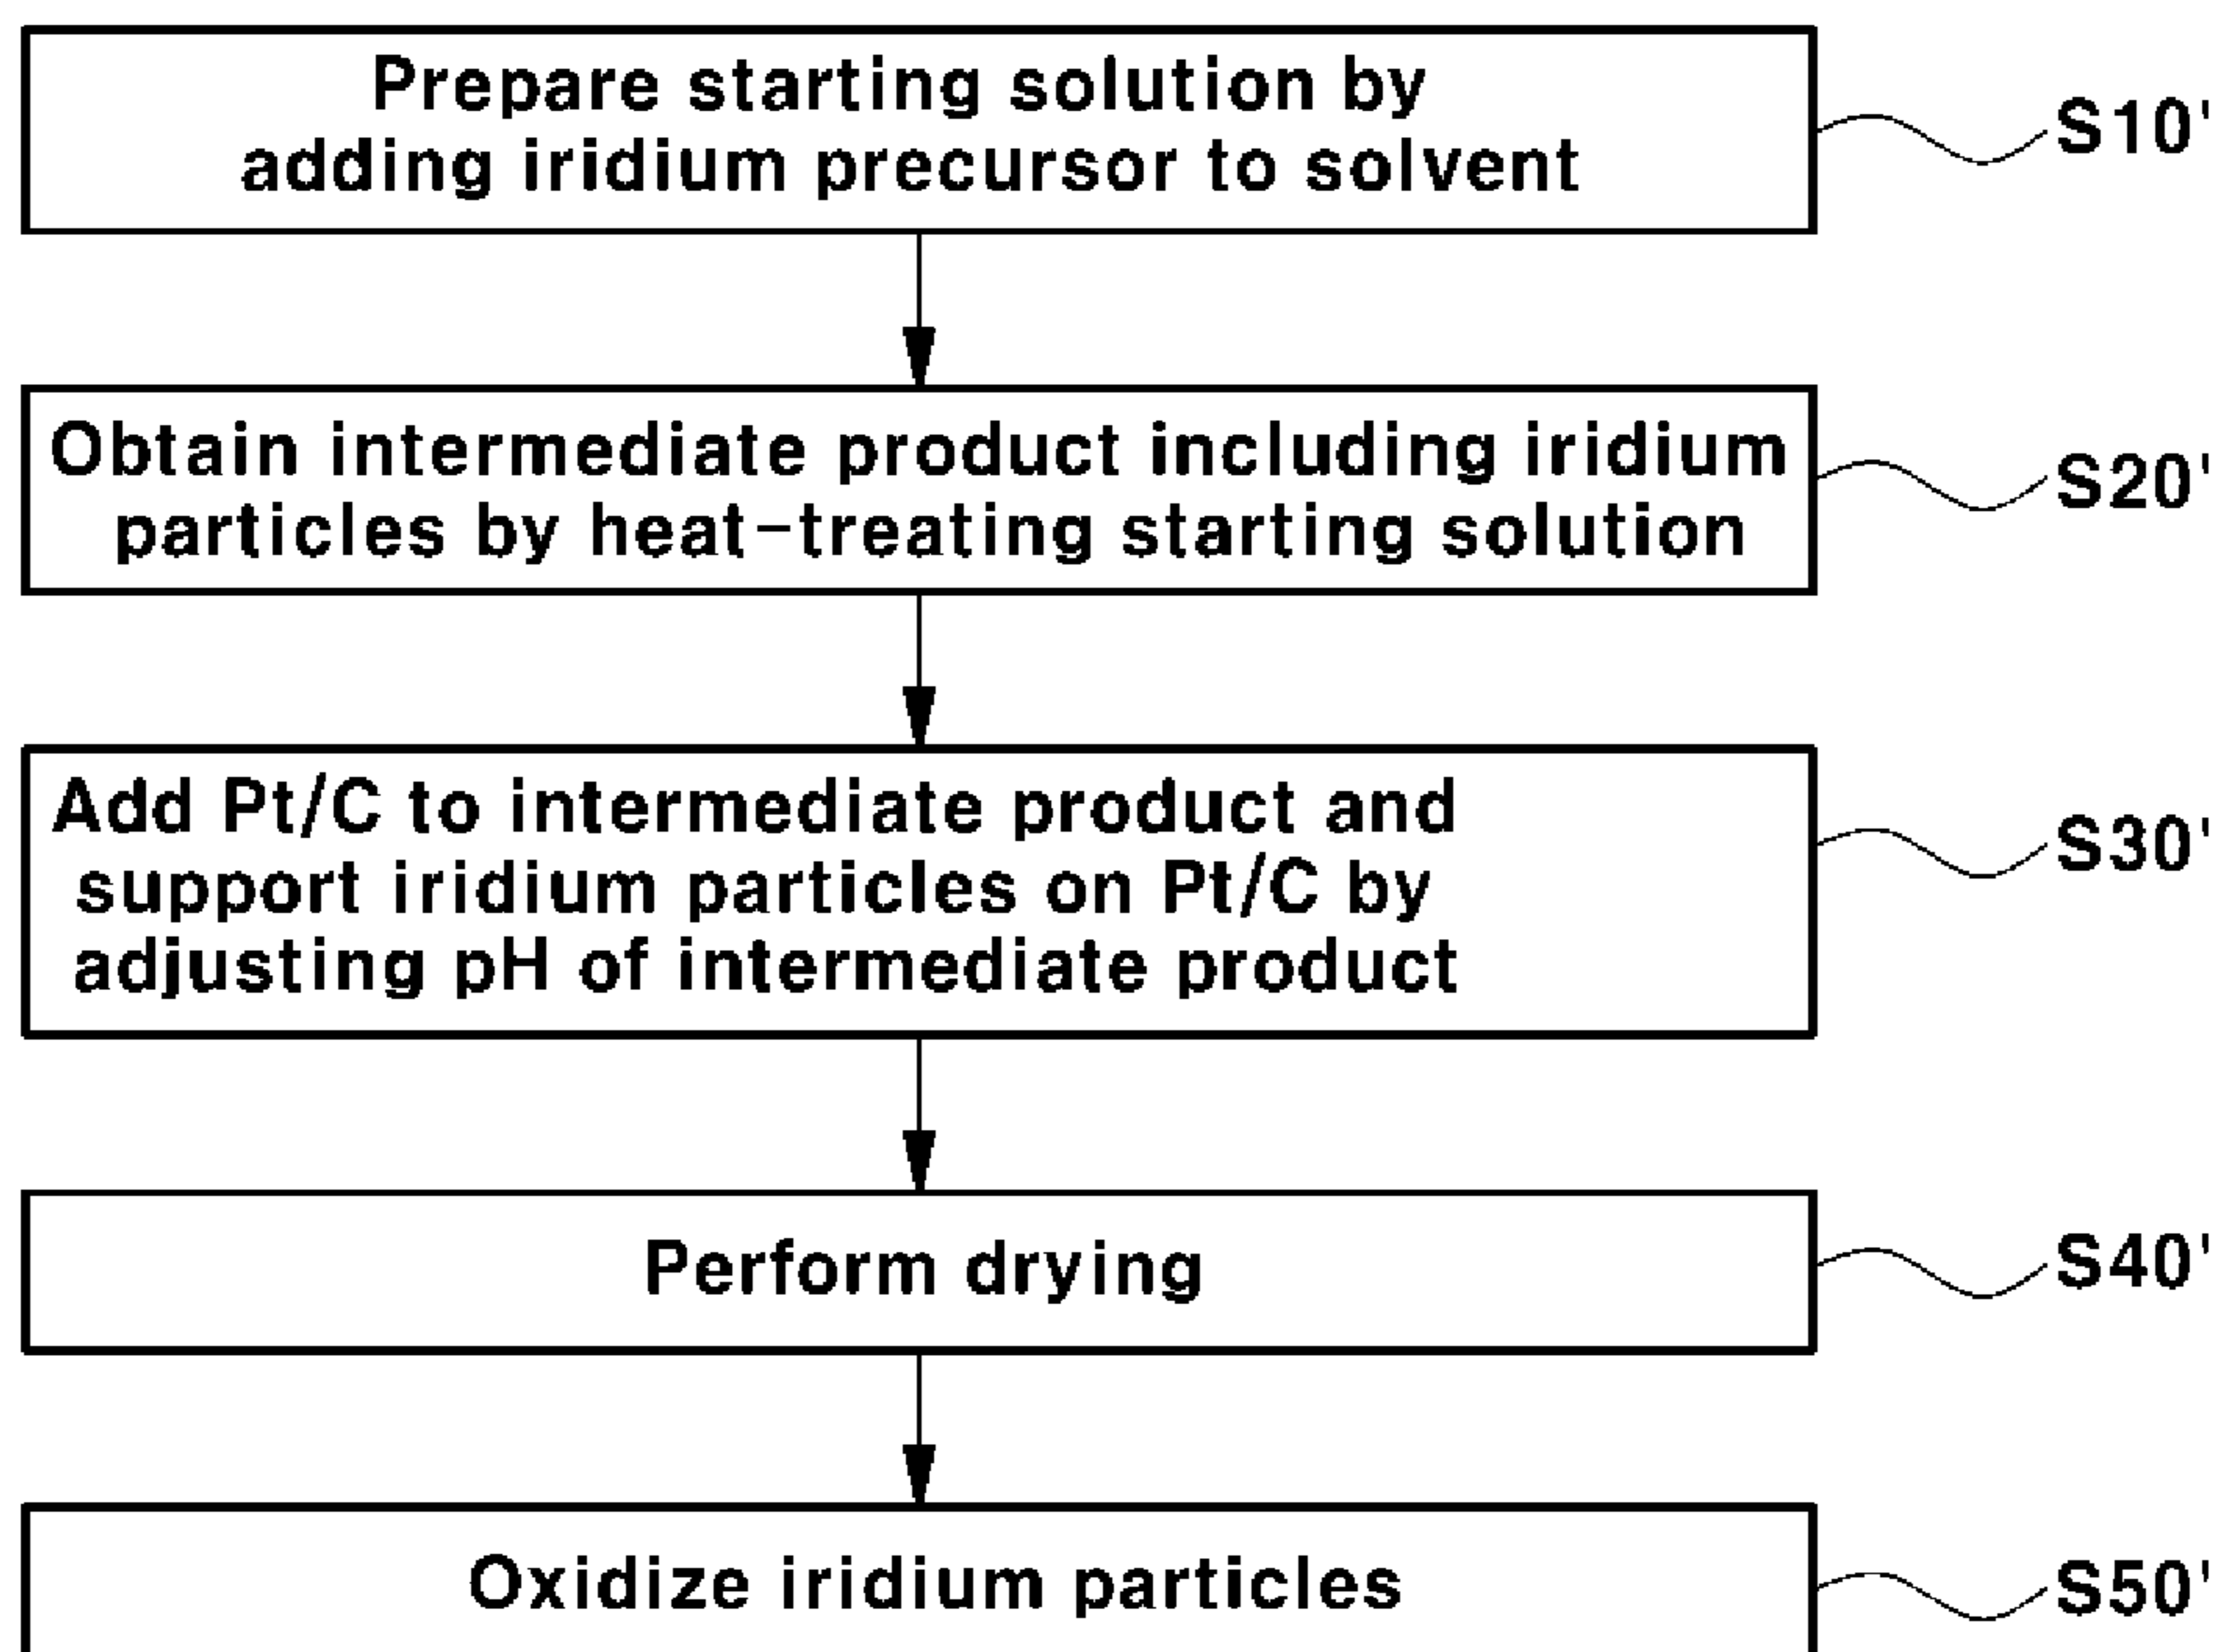 Prepare starting solution by
adding iridium precursor to solvent
S10'
Obtain intermediate product including iridium
particles by heat-treating starting solution
S20'
Add Pt/C to intermediate product and
support iridium particles on Pt/C by
adjusting pH of intermediate product
S30'
Perform drying
S40'
Oxidize iridium particles
S50'